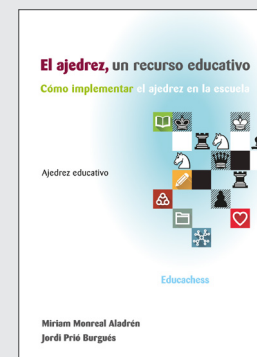 El ajedrez, un recurso educativo
Cómo implementar el ajedrez en la escuela
Ajedrez educativo
Educachess
Miriam Monreal Aladrén
Jordi Prió Burgués